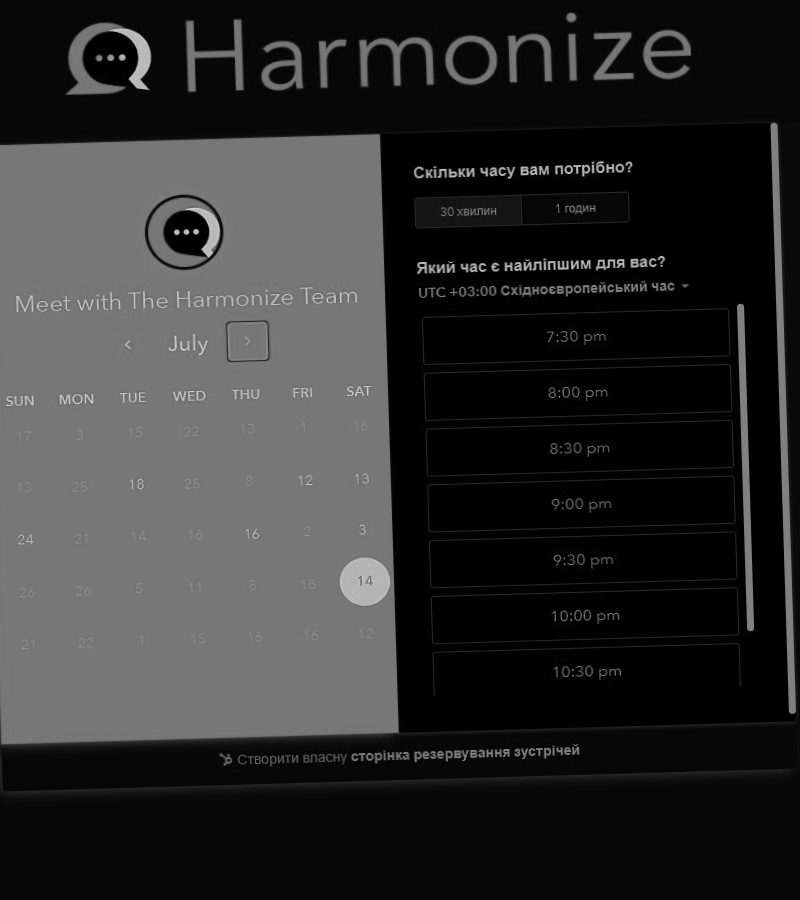 Harmonize
Meet with The Harmonize Team
July
SUN MON TUE WED THU FRI SAT
17 3 15 22 13 1 16
13 25 18 25 8 12 13
24 21 14 16 16 2 3
26 26 5 11 8 18 14
21 22 1 15 16 16 12
Скільки часу вам потрібно?
30 хвилин 1 годин
Який час є найліпшим для вас?
UTC +03:00 Східноєвропейський час
7:30 pm
8:00 pm
8:30 pm
9:00 pm
9:30 pm
10:00 pm
10:30 pm
Створити власну сторінка резервування зустрічей